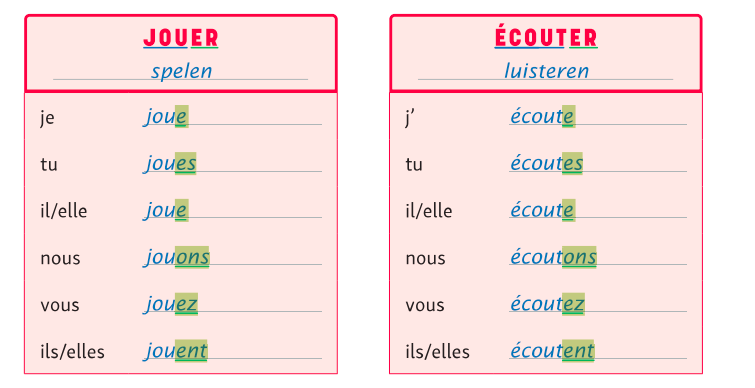 JOUER
spelen
je joue
tu joues
il/elle joue
nous jouons
vous jouez
ils/elles jouent
ÉCOUTER
luisteren
j' écoute
tu écoutes
il/elle écoute
nous écoutons
vous écoutez
ils/elles écoutent